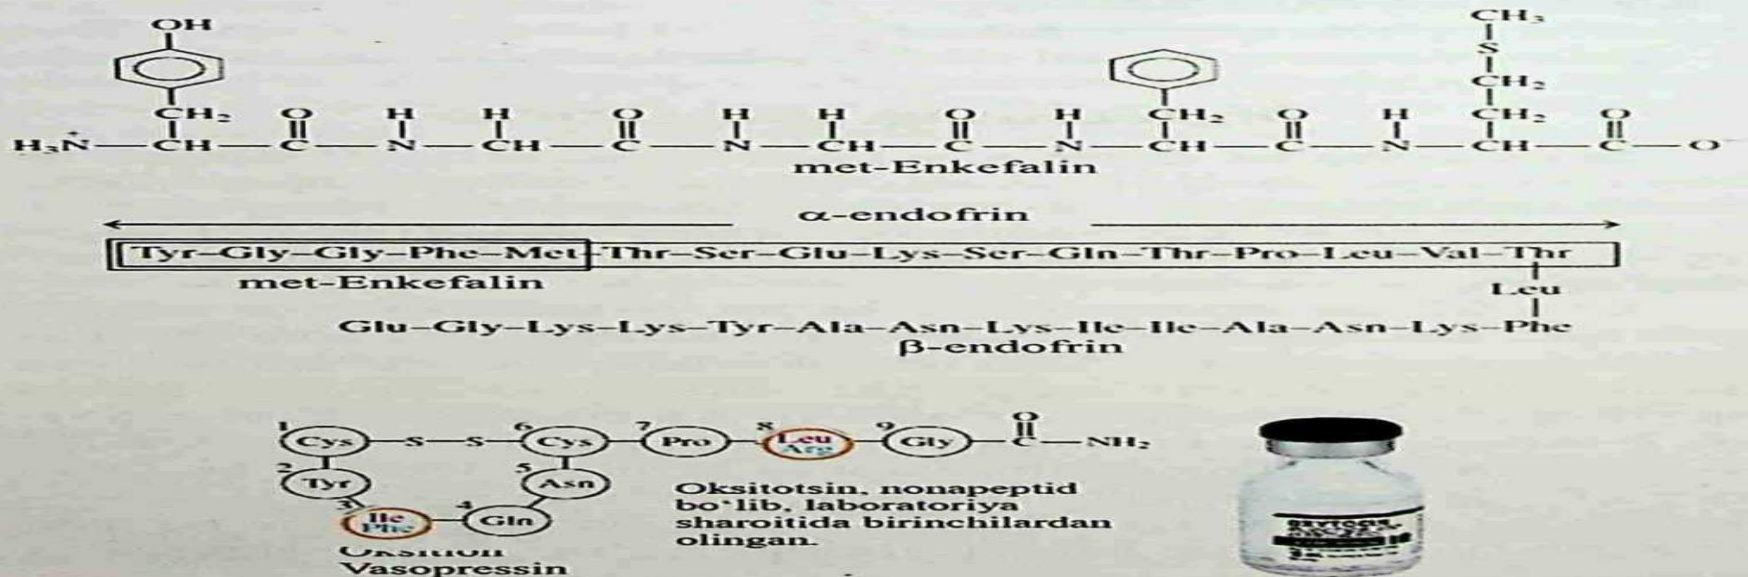 OH
CH₂ O H H O H H O H CH₂ O H CH₂ O
H₃N⁺—CH—C—N—CH—C—N—CH—C—N—CH—C—N—CH—C—O⁻
CH₃
S
CH₂
met-Enkefalin
α-endofrin
Tyr–Gly–Gly–Phe–Met–Thr–Ser–Glu–Lys–Ser–Gln–Thr–Pro–Leu–Val–Thr
met-Enkefalin
Leu
Glu–Gly–Lys–Lys–Tyr–Ala–Asn–Lys–Ile–Ile–Ala–Asn–Lys–Phe
β-endofrin
O
1 Cys—S—S—6 Cys—7 Pro—8 Leu Arg—9 Gly—C—NH₂
2 Tyr 5 Asn
3 Ile Phe—4 Gln
Vasopressin
Oksitotsin, nonapeptid
bo‘lib, laboratoriya
sharoitida birinchilardan
olingan.